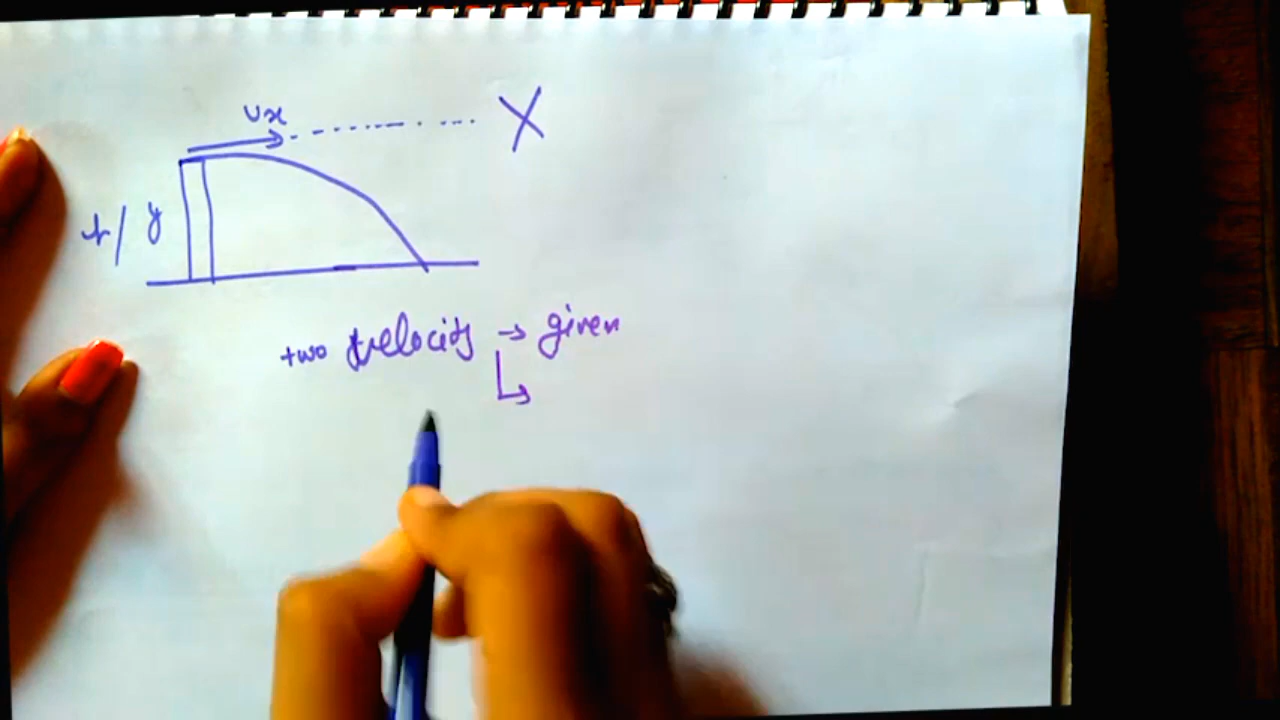 ux
X
t/ y
two velocity → given